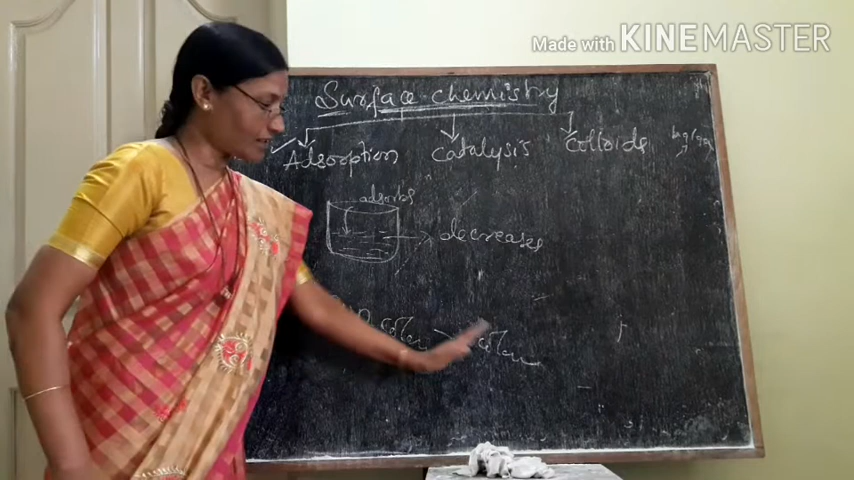 Made with KINEMASTER
Surface chemistry
Adsorption Catalysis Colloids
adsorbs
decreases